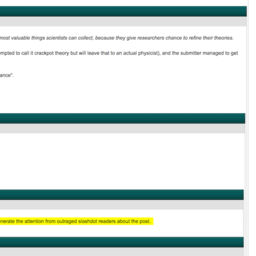 most valuable things scientists can collect, because they give researchers chance to refine their theories.
mpted to call it crackpot theory but will leave that to an actual physicist), and the submitter managed to get
ance".
enerate the attention from outraged slashdot readers about the post.